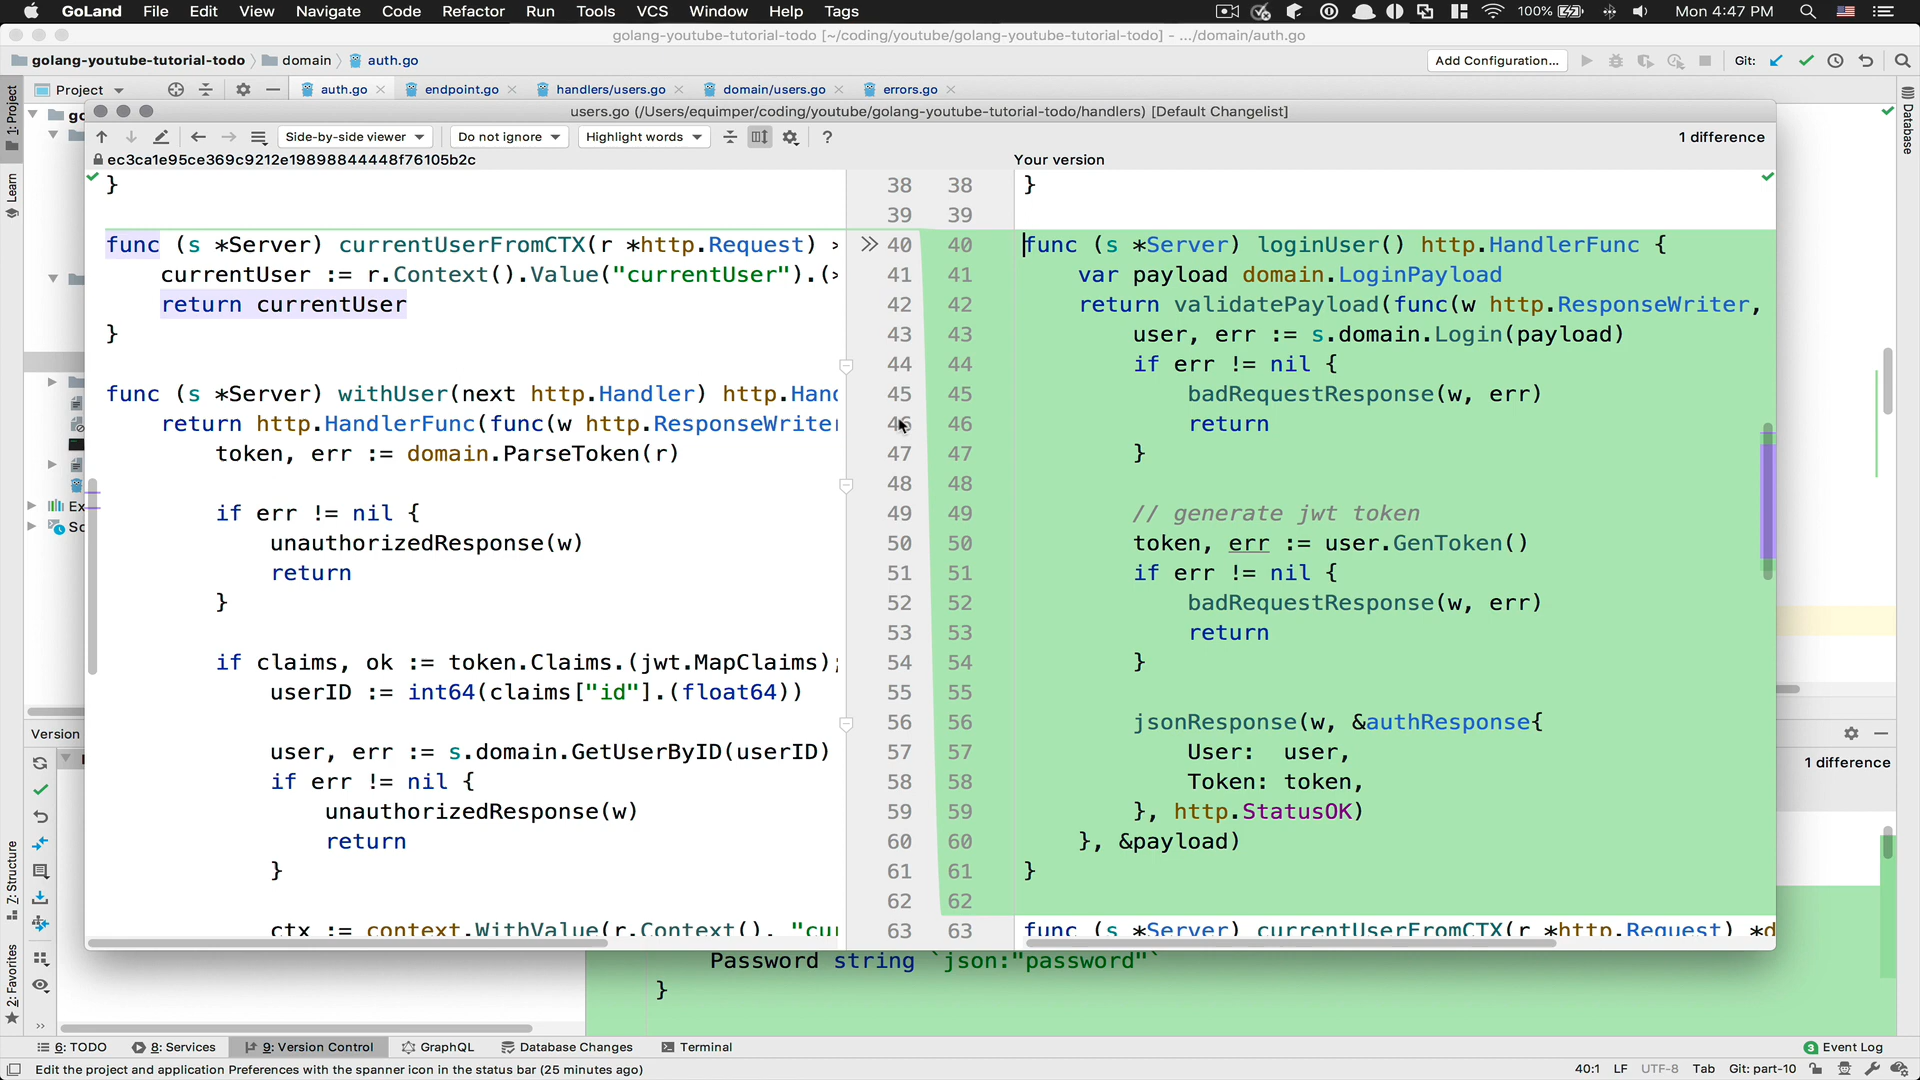 GoLand File Edit View Navigate Code Refactor Run Tools VCS Window Help Tags 100% Mon 4:47 PM
golang-youtube-tutorial-todo [~/coding/youtube/golang-youtube-tutorial-todo] - .../domain/auth.go
golang-youtube-tutorial-todo domain auth.go Add Configuration... Git:
1: Project
Project auth.go endpoint.go handlers/users.go domain/users.go errors.go
Database
users.go (/Users/equimper/coding/youtube/golang-youtube-tutorial-todo/handlers) [Default Changelist]
Side-by-side viewer Do not ignore Highlight words ? 1 difference
ec3ca1e95ce369c9212e19898844448f76105b2c Your version
Learn
} 38 38 }
39 39
func (s *Server) currentUserFromCTX(r *http.Request) 40 40 func (s *Server) loginUser() http.HandlerFunc {
currentUser := r.Context().Value("currentUser").( 41 41 var payload domain.LoginPayload
return currentUser 42 42 return validatePayload(func(w http.ResponseWriter,
} 43 43 user, err := s.domain.Login(payload)
44 44 if err != nil {
func (s *Server) withUser(next http.Handler) http.Hand 45 45 badRequestResponse(w, err)
return http.HandlerFunc(func(w http.ResponseWriter 46 46 return
token, err := domain.ParseToken(r) 47 47 }
48 48
if err != nil { 49 49 // generate jwt token
unauthorizedResponse(w) 50 50 token, err := user.GenToken()
return 51 51 if err != nil {
} 52 52 badRequestResponse(w, err)
53 53 return
if claims, ok := token.Claims.(jwt.MapClaims); 54 54 }
userID := int64(claims["id"].(float64)) 55 55
56 56 jsonResponse(w, &authResponse{
user, err := s.domain.GetUserByID(userID) 57 57 User: user,
if err != nil { 58 58 Token: token,
unauthorizedResponse(w) 59 59 }, http.StatusOK)
return 60 60 }, &payload)
} 61 61 }
62 62
ctx := context.WithValue(r.Context(), "cur 63 63 func (s *Server) currentUserFromCTX(r *http.Request) *d
go
Ex
Sc
Version
1 difference
Z: Structure
2: Favorites
Password string `json:"password"`
}
6: TODO 8: Services 9: Version Control GraphQL Database Changes Terminal 3 Event Log
Edit the project and application Preferences with the spanner icon in the status bar (25 minutes ago) 40:1 LF UTF-8 Tab Git: part-10